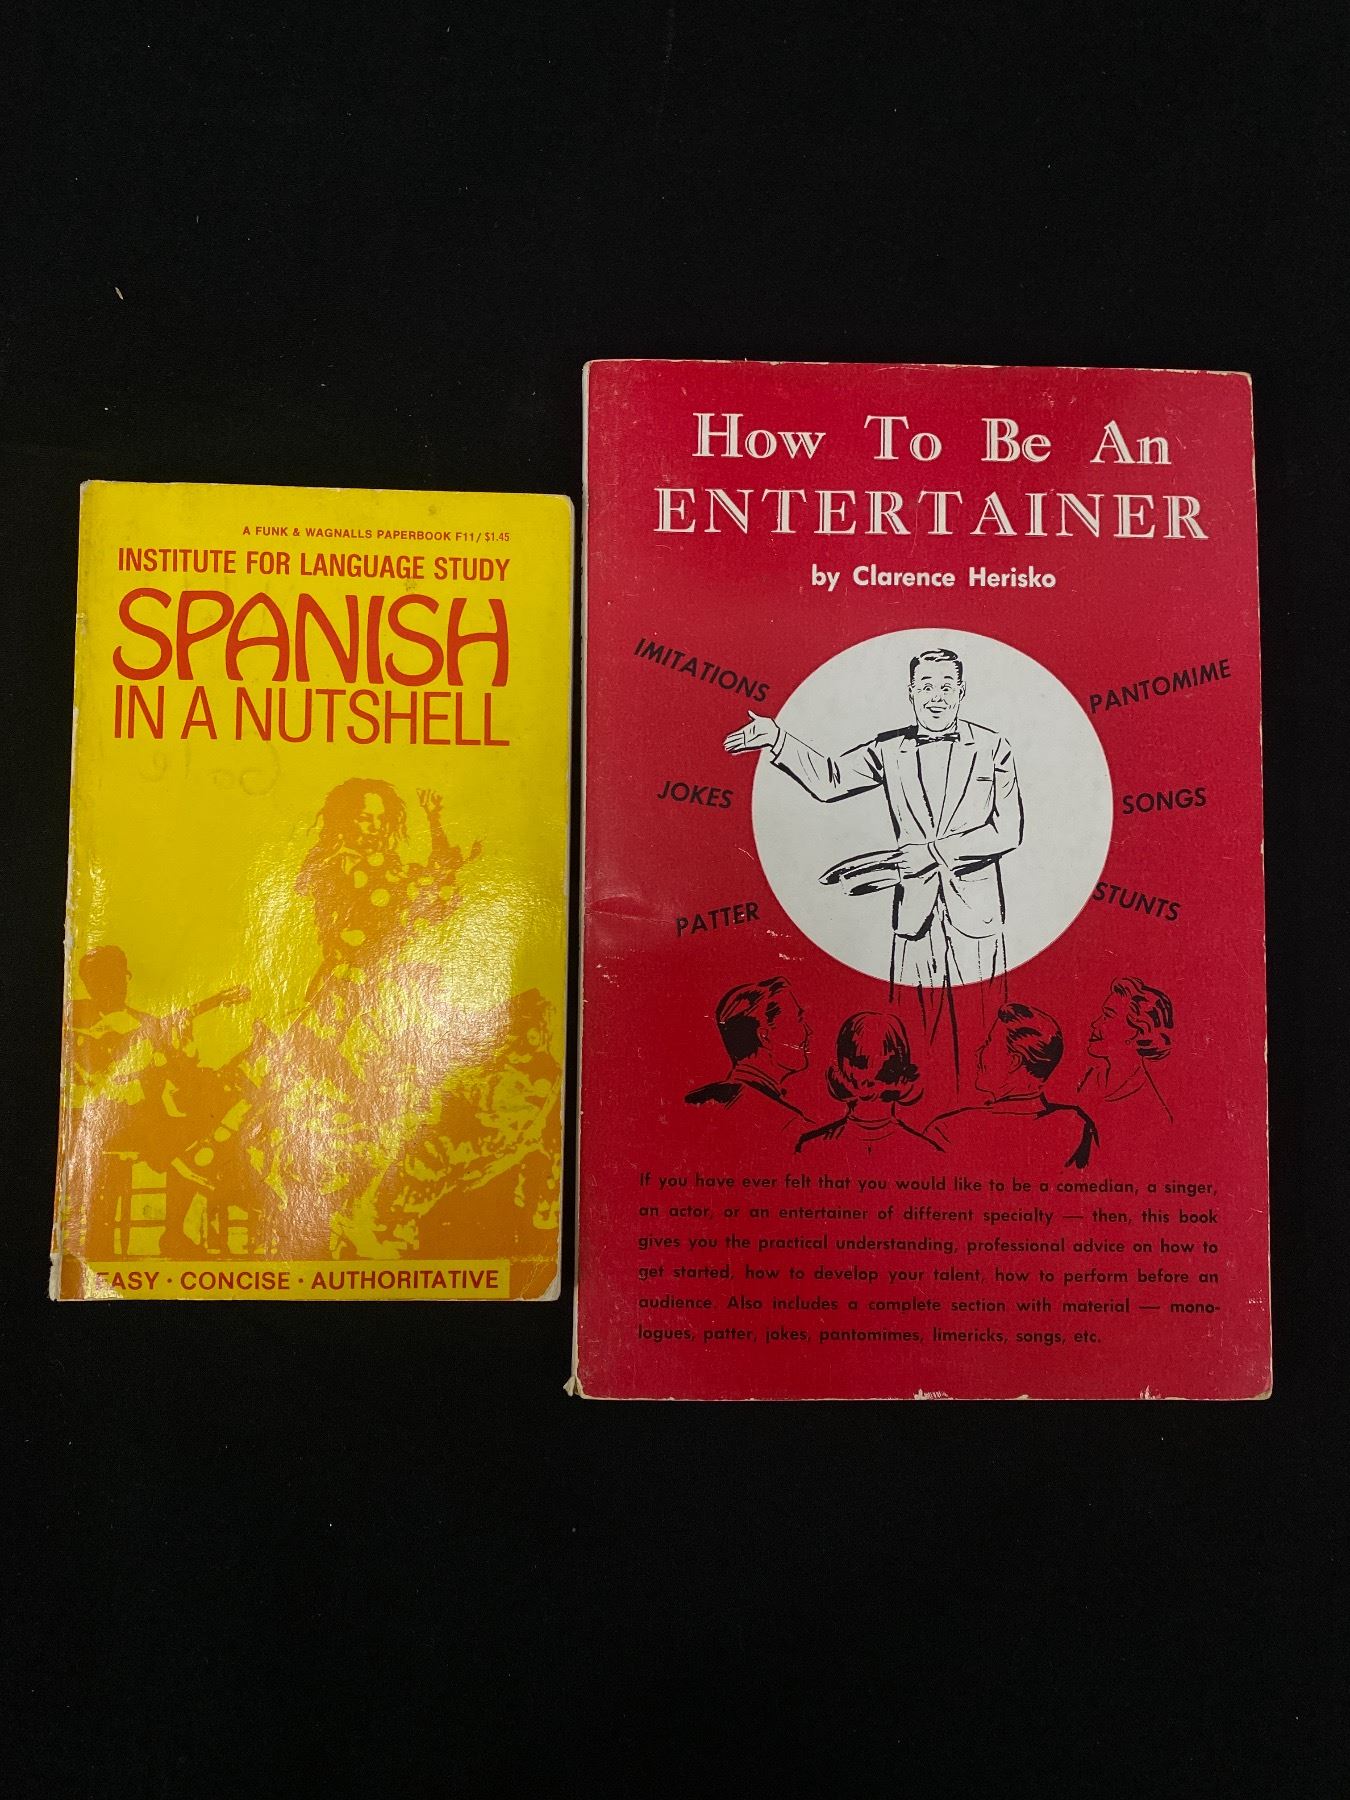 A FUNK & WAGNALLS PAPERBOOK F11/ $1.45
INSTITUTE FOR LANGUAGE STUDY
SPANISH
IN A NUTSHELL
EASY · CONCISE · AUTHORITATIVE
How To Be An
ENTERTAINER
by Clarence Herisko
IMITATIONS
PANTOMIME
JOKES
SONGS
PATTER
STUNTS
If you have ever felt that you would like to be a comedian, a singer,
an actor, or an entertainer of different specialty — then, this book
gives you the practical understanding, professional advice on how to
get started, how to develop your talent, how to perform before an
audience. Also includes a complete section with material — mono-
logues, patter, jokes, pantomimes, limericks, songs, etc.